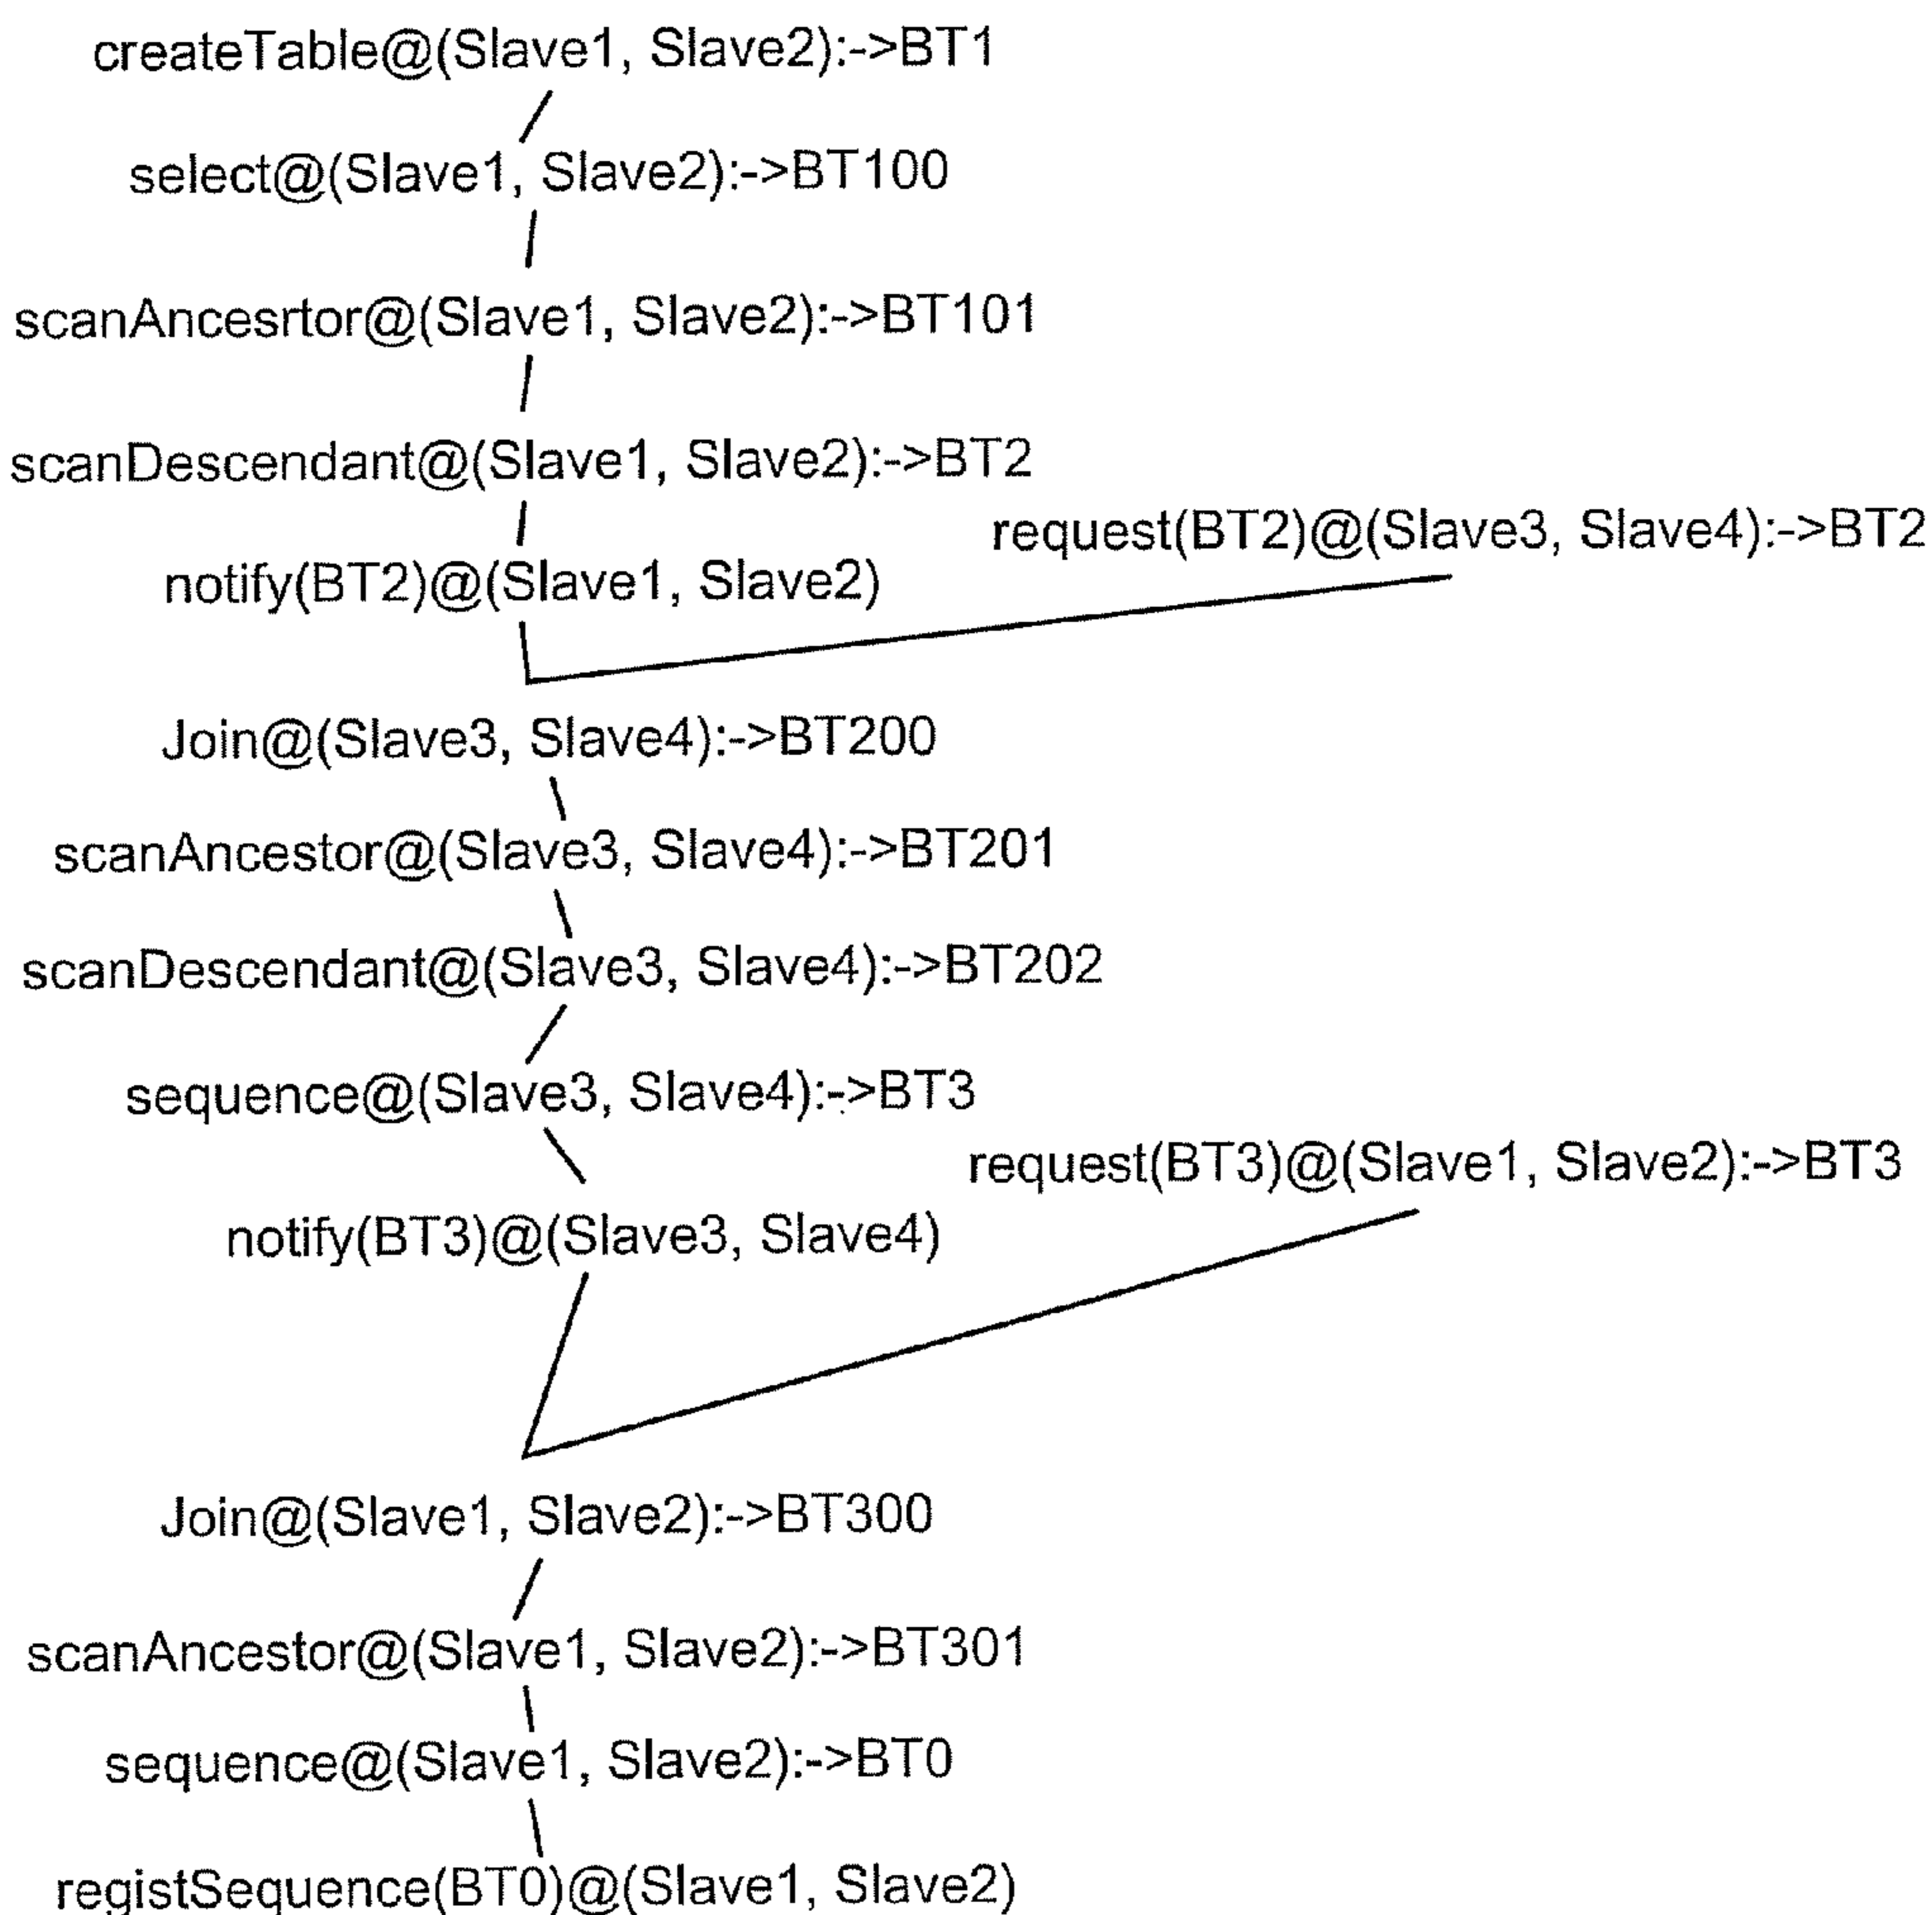 createTable@(Slave1, Slave2):->BT1
select@(Slave1, Slave2):->BT100
scanAncesrtor@(Slave1, Slave2):->BT101
scanDescendant@(Slave1, Slave2):->BT2
request(BT2)@(Slave3, Slave4):->BT2
notify(BT2)@(Slave1, Slave2)
Join@(Slave3, Slave4):->BT200
scanAncestor@(Slave3, Slave4):->BT201
scanDescendant@(Slave3, Slave4):->BT202
sequence@(Slave3, Slave4):->BT3
request(BT3)@(Slave1, Slave2):->BT3
notify(BT3)@(Slave3, Slave4)
Join@(Slave1, Slave2):->BT300
scanAncestor@(Slave1, Slave2):->BT301
sequence@(Slave1, Slave2):->BT0
registSequence(BT0)@(Slave1, Slave2)